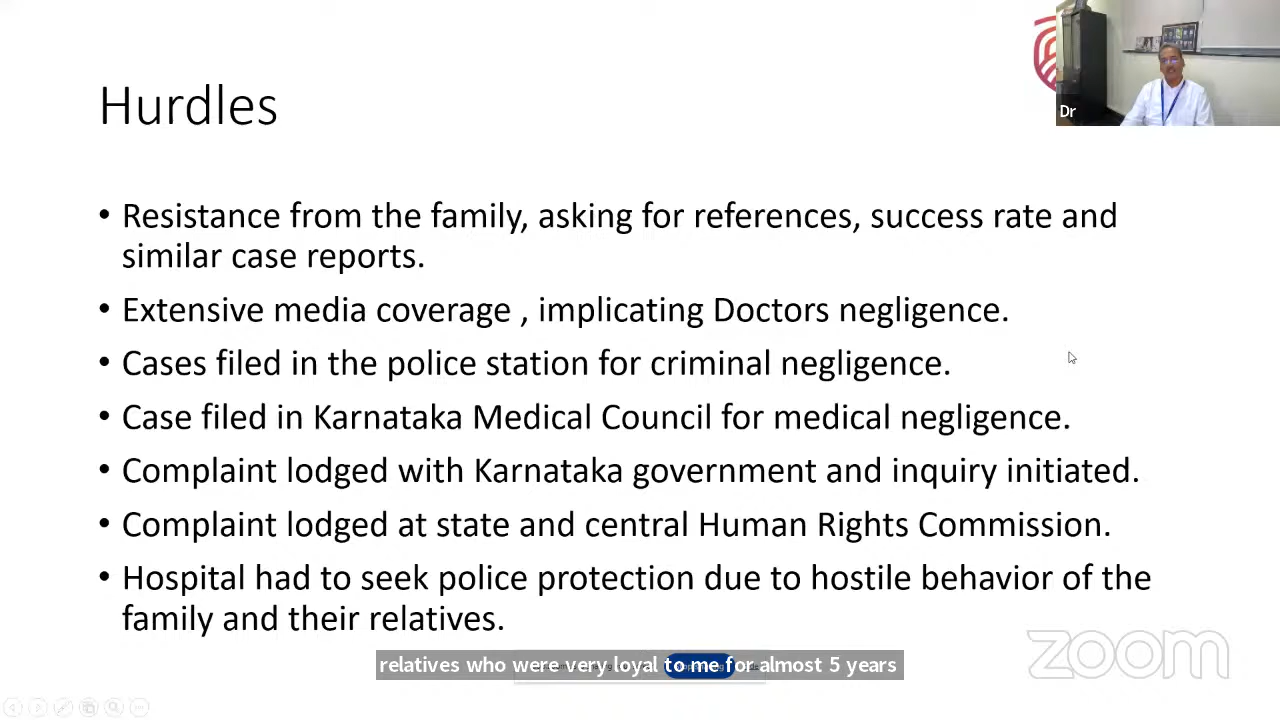 Hurdles
Dr
• Resistance from the family, asking for references, success rate and
similar case reports.
• Extensive media coverage , implicating Doctors negligence.
• Cases filed in the police station for criminal negligence.
• Case filed in Karnataka Medical Council for medical negligence.
• Complaint lodged with Karnataka government and inquiry initiated.
• Complaint lodged at state and central Human Rights Commission.
• Hospital had to seek police protection due to hostile behavior of the
family and their relatives.
zoom
relatives who were very loyal to me for almost 5 years